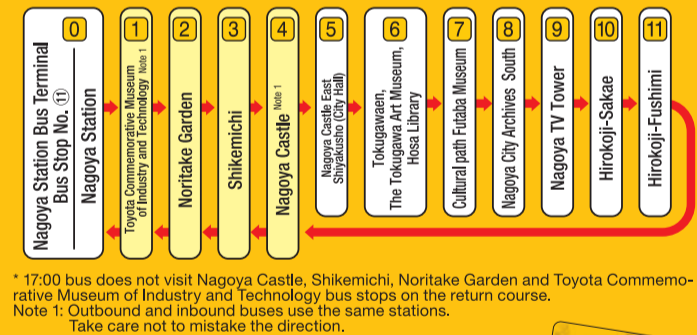 0
Nagoya Station Bus Terminal
Bus Stop No. ⑪
Nagoya Station
1
Toyota Commemorative Museum
of Industry and Technology Note 1
2
Noritake Garden
3
Shikemichi
4
Nagoya Castle Note 1
5
Nagoya Castle East
Shiyakusho (City Hall)
6
Tokugawaen,
The Tokugawa Art Museum,
Hosa Library
7
Cultural path Futaba Museum
8
Nagoya City Archives South
9
Nagoya TV Tower
10
Hirokoji-Sakae
11
Hirokoji-Fushimi
* 17:00 bus does not visit Nagoya Castle, Shikemichi, Noritake Garden and Toyota Commemo-
rative Museum of Industry and Technology bus stops on the return course.
Note 1: Outbound and inbound buses use the same stations.
Take care not to mistake the direction.